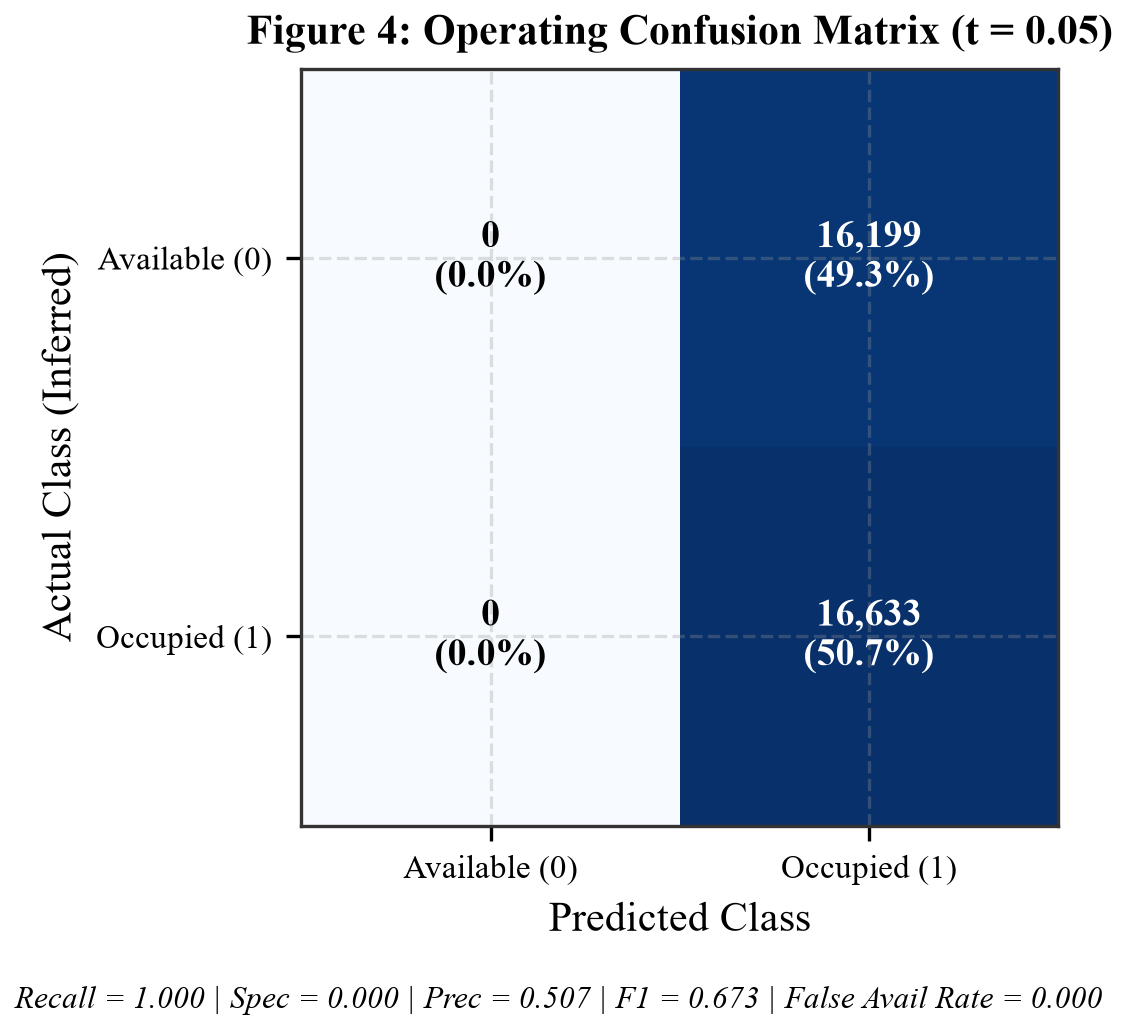 Figure 4: Operating Confusion Matrix (t = 0.05)
Actual Class (Inferred)
Available (0)
0
(0.0%)
16,199
(49.3%)
Occupied (1)
0
(0.0%)
16,633
(50.7%)
Available (0)
Occupied (1)
Predicted Class
Recall = 1.000 | Spec = 0.000 | Prec = 0.507 | F1 = 0.673 | False Avail Rate = 0.000